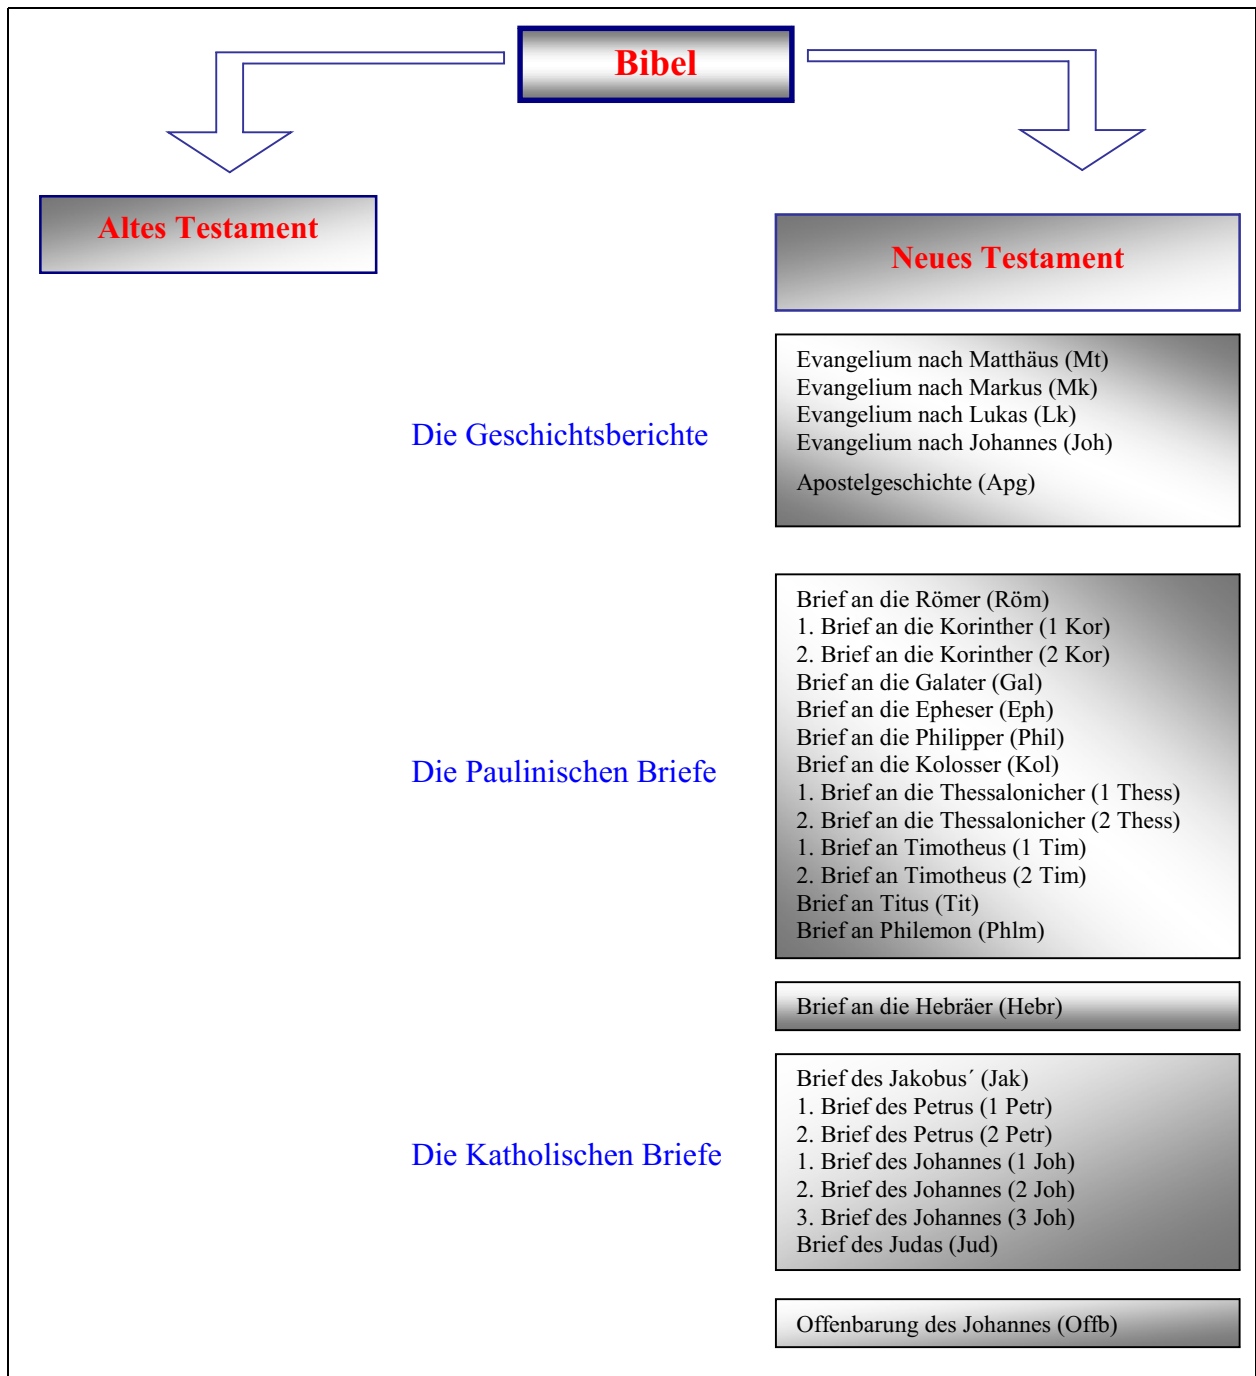 Bibel
Altes Testament
Neues Testament
Die Geschichtsberichte
Evangelium nach Matthäus (Mt)
Evangelium nach Markus (Mk)
Evangelium nach Lukas (Lk)
Evangelium nach Johannes (Joh)
Apostelgeschichte (Apg)
Die Paulinischen Briefe
Brief an die Römer (Röm)
1. Brief an die Korinther (1 Kor)
2. Brief an die Korinther (2 Kor)
Brief an die Galater (Gal)
Brief an die Epheser (Eph)
Brief an die Philipper (Phil)
Brief an die Kolosser (Kol)
1. Brief an die Thessalonicher (1 Thess)
2. Brief an die Thessalonicher (2 Thess)
1. Brief an Timotheus (1 Tim)
2. Brief an Timotheus (2 Tim)
Brief an Titus (Tit)
Brief an Philemon (Phlm)
Brief an die Hebräer (Hebr)
Die Katholischen Briefe
Brief des Jakobus´ (Jak)
1. Brief des Petrus (1 Petr)
2. Brief des Petrus (2 Petr)
1. Brief des Johannes (1 Joh)
2. Brief des Johannes (2 Joh)
3. Brief des Johannes (3 Joh)
Brief des Judas (Jud)
Offenbarung des Johannes (Offb)